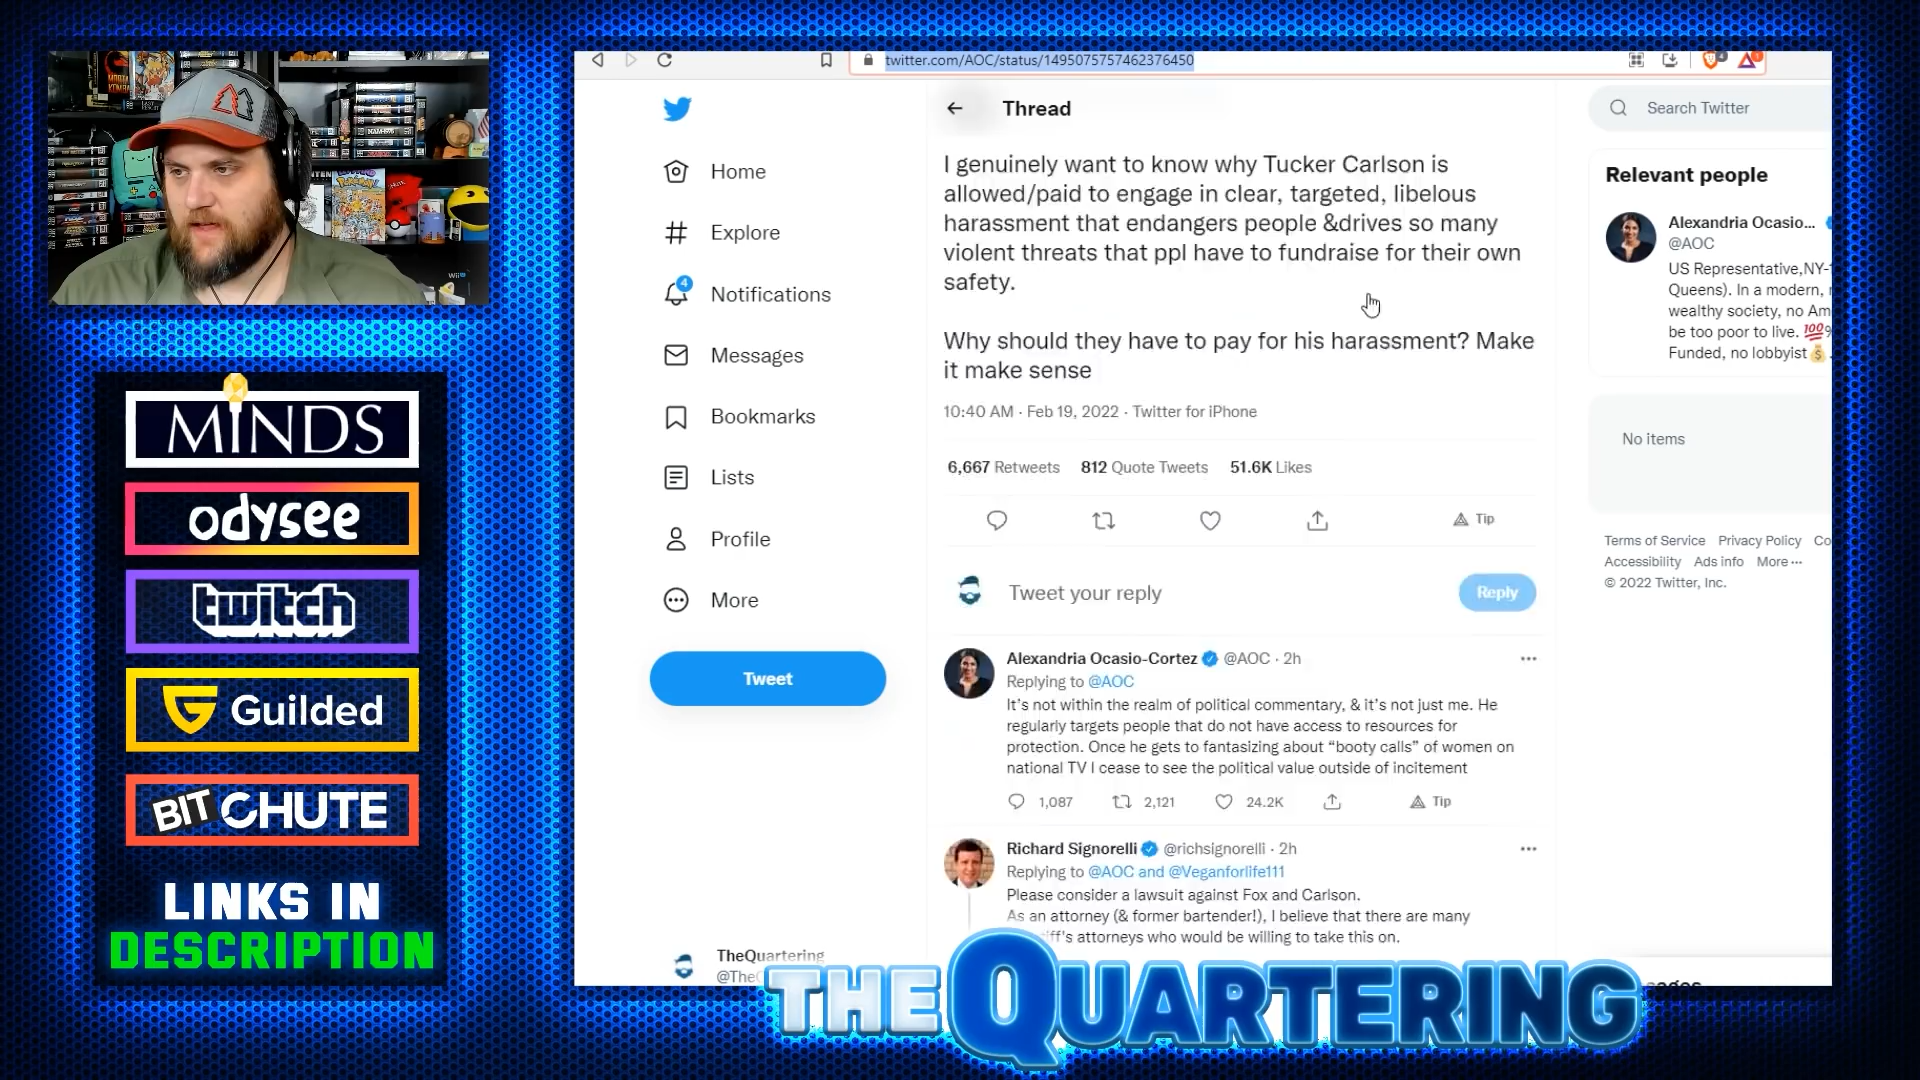 twitter.com/AOC/status/1495075757462376450
MINDS
odysee
twitch
Guilded
BITCHUTE
LINKS IN
DESCRIPTION
Home
Explore
4
Notifications
Messages
Bookmarks
Lists
Profile
More
Tweet
TheQuartering
Thread
I genuinely want to know why Tucker Carlson is
allowed/paid to engage in clear, targeted, libelous
harassment that endangers people &drives so many
violent threats that ppl have to fundraise for their own
safety.
Why should they have to pay for his harassment? Make
it make sense
10:40 AM · Feb 19, 2022 · Twitter for iPhone
6,667 Retweets 812 Quote Tweets 51.6K Likes
Tip
Tweet your reply
Reply
Alexandria Ocasio-Cortez @AOC · 2h
Replying to @AOC
It's not within the realm of political commentary, & it's not just me. He
regularly targets people that do not have access to resources for
protection. Once he gets to fantasizing about “booty calls” of women on
national TV I cease to see the political value outside of incitement
1,087 2,121 24.2K Tip
Richard Signorelli @richsignorelli · 2h
Replying to @AOC and @Veganforlife111
Please consider a lawsuit against Fox and Carlson.
As an attorney (& former bartender!), I believe that there are many
attorneys who would be willing to take this on.
Search Twitter
Relevant people
Alexandria Ocasio...
@AOC
US Representative,NY-
Queens). In a modern,
wealthy society, no Am
be too poor to live. 💯%
Funded, no lobbyist💰.
No items
Terms of Service Privacy Policy Co
Accessibility Ads info More ···
© 2022 Twitter, Inc.
THE QUARTERING